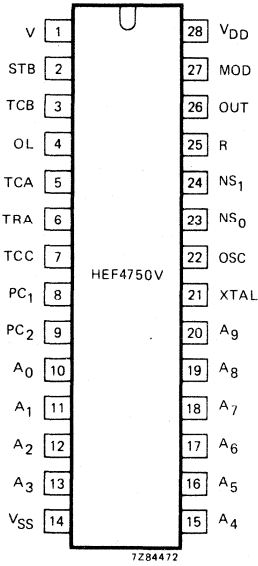 V 1 28 VDD
STB 2 27 MOD
TCB 3 26 OUT
OL 4 25 R
TCA 5 24 NS1
TRA 6 23 NS0
TCC 7 22 OSC
HEF4750V
PC1 8 21 XTAL
PC2 9 20 A9
A0 10 19 A8
A1 11 18 A7
A2 12 17 A6
A3 13 16 A5
VSS 14 15 A4
7Z84472